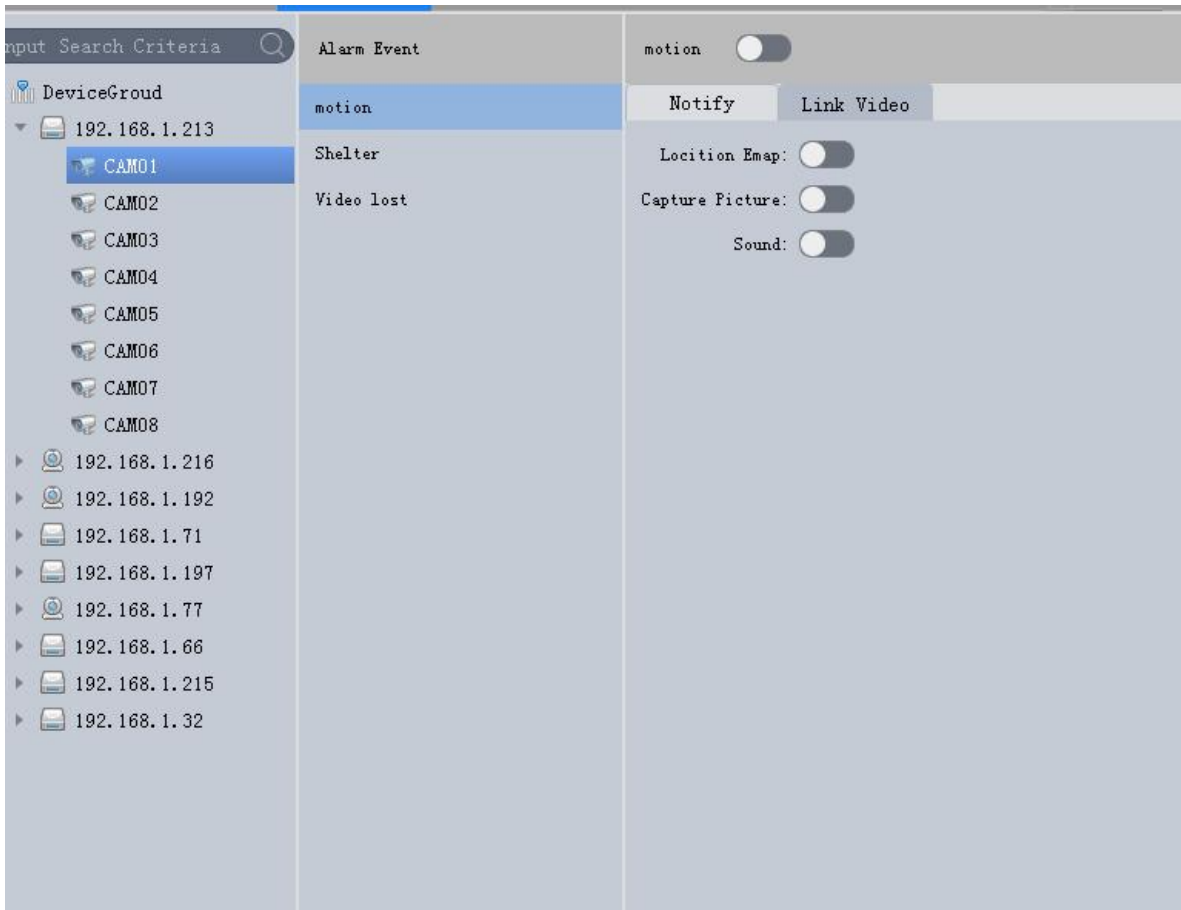 nput Search Criteria
DeviceGroud
192.168.1.213
CAM01
CAM02
CAM03
CAM04
CAM05
CAM06
CAM07
CAM08
192.168.1.216
192.168.1.192
192.168.1.71
192.168.1.197
192.168.1.77
192.168.1.66
192.168.1.215
192.168.1.32
Alarm Event
motion
Shelter
Video lost
motion
Notify Link Video
Locition Emap:
Capture Picture:
Sound: